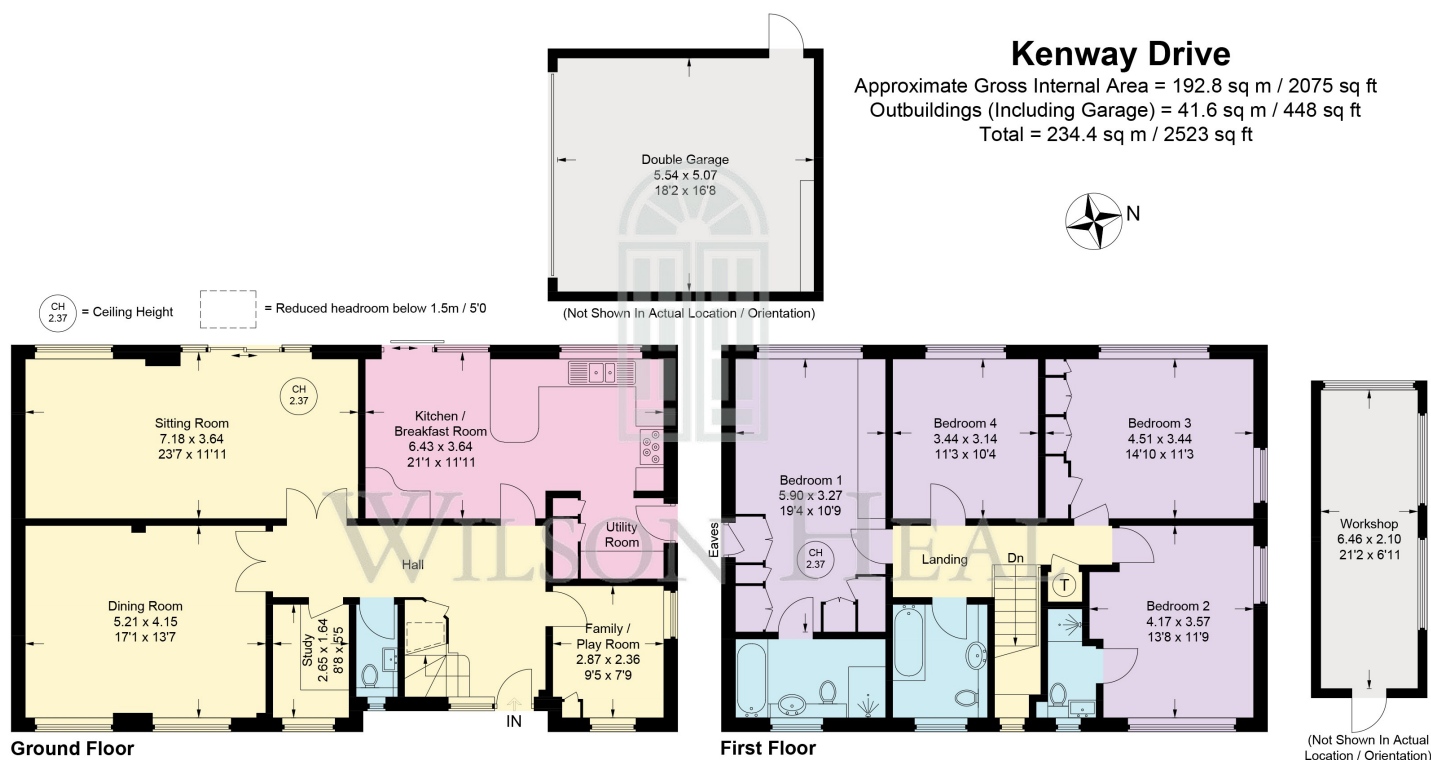 Kenway Drive
Approximate Gross Internal Area = 192.8 sq m / 2075 sq ft
Outbuildings (Including Garage) = 41.6 sq m / 448 sq ft
Total = 234.4 sq m / 2523 sq ft
N
Double Garage
5.54 x 5.07
18'2 x 16'8
(Not Shown In Actual Location / Orientation)
CH
2.37
= Ceiling Height
= Reduced headroom below 1.5m / 5'0
CH
2.37
Sitting Room
7.18 x 3.64
23'7 x 11'11
Kitchen /
Breakfast Room
6.43 x 3.64
21'1 x 11'11
Utility
Room
Hall
Dining Room
5.21 x 4.15
17'1 x 13'7
Study
2.65 x 1.64
8'8 x 5'5
Family /
Play Room
2.87 x 2.36
9'5 x 7'9
IN
Ground Floor
Bedroom 1
5.90 x 3.27
19'4 x 10'9
CH
2.37
Eaves
Bedroom 4
3.44 x 3.14
11'3 x 10'4
Bedroom 3
4.51 x 3.44
14'10 x 11'3
Landing
Dn
T
Bedroom 2
4.17 x 3.57
13'8 x 11'9
First Floor
Workshop
6.46 x 2.10
21'2 x 6'11
(Not Shown In Actual
Location / Orientation)
WILSON HEAL